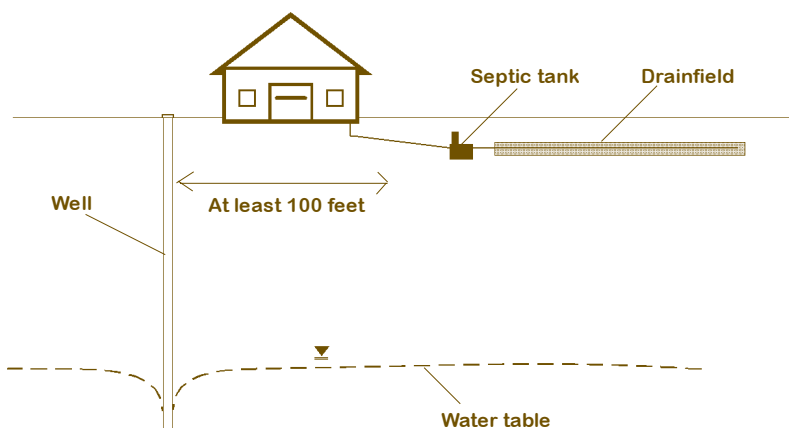 Septic tank
Drainfield
Well
At least 100 feet
Water table